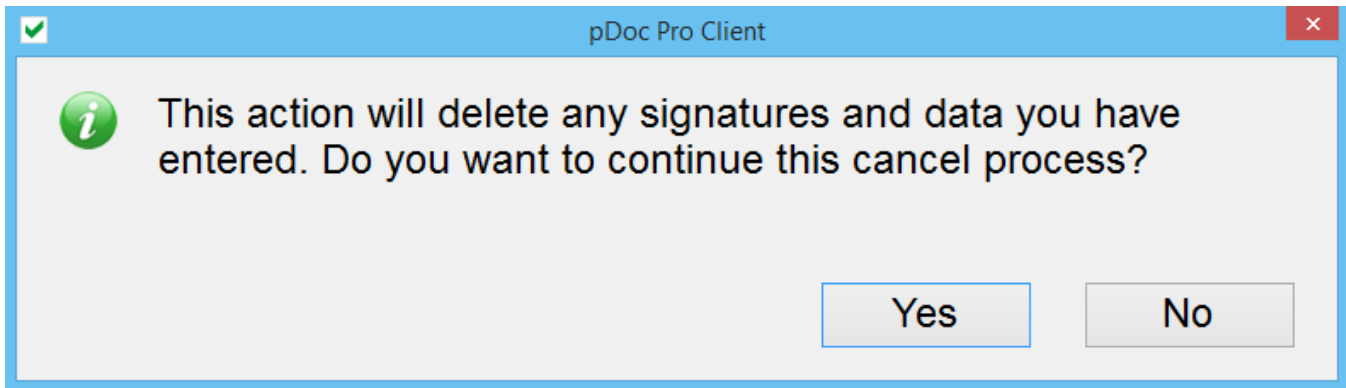 pDoc Pro Client
This action will delete any signatures and data you have
entered. Do you want to continue this cancel process?
Yes No